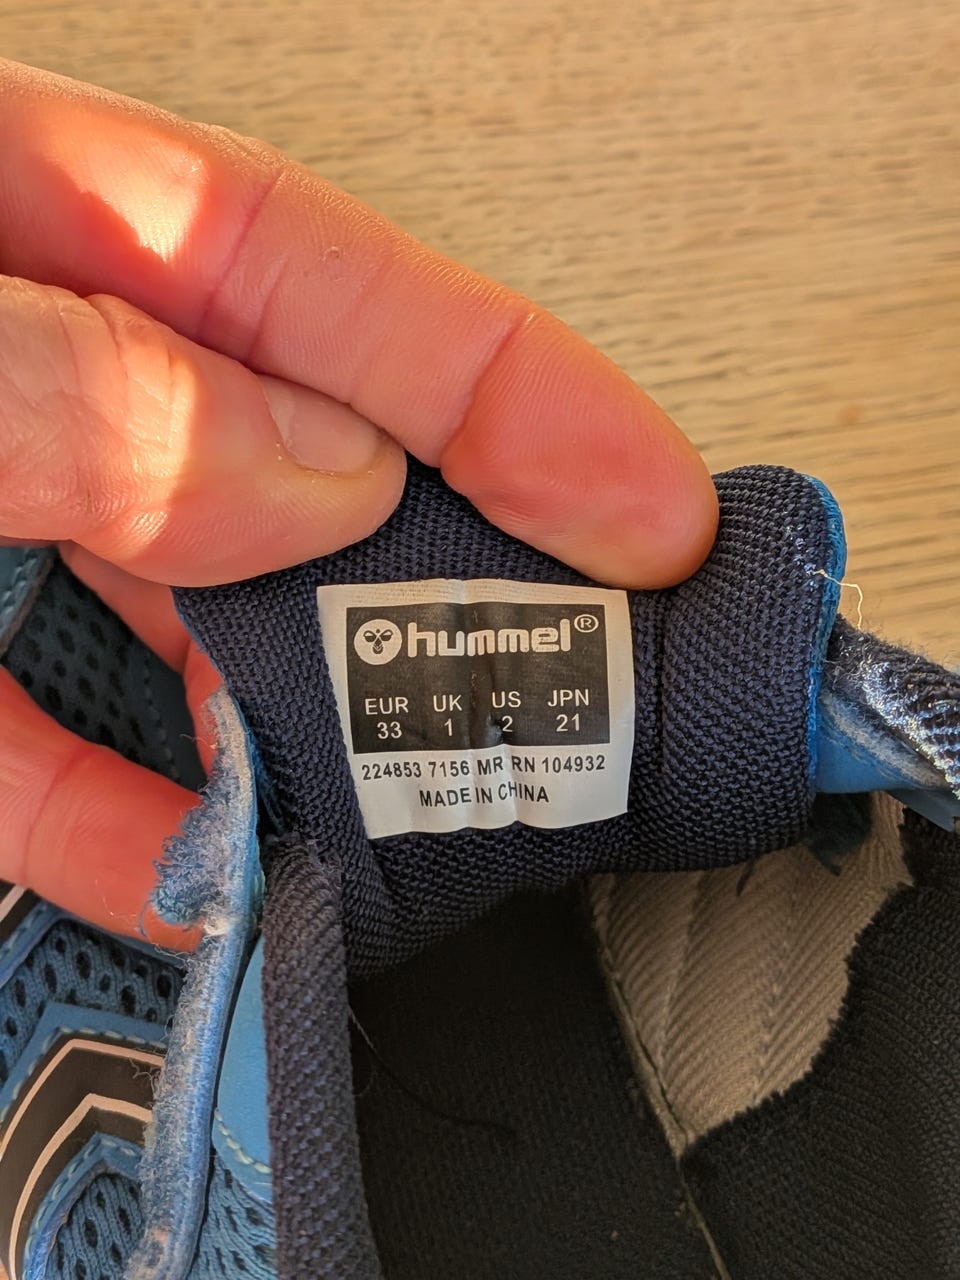 hummel®
EUR UK US JPN
33 1 2 21
224853 7156 MR RN 104932
MADE IN CHINA